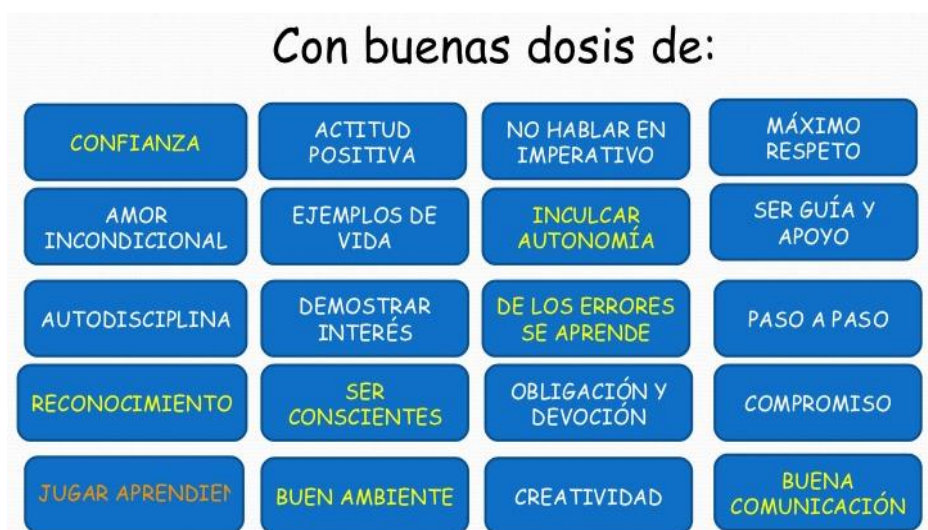 Con buenas dosis de:
CONFIANZA
ACTITUD
POSITIVA
NO HABLAR EN
IMPERATIVO
MÁXIMO
RESPETO
AMOR
INCONDICIONAL
EJEMPLOS DE
VIDA
INCULCAR
AUTONOMÍA
SER GUÍA Y
APOYO
AUTODISCIPLINA
DEMOSTRAR
INTERÉS
DE LOS ERRORES
SE APRENDE
PASO A PASO
RECONOCIMIENTO
SER
CONSCIENTES
OBLIGACIÓN Y
DEVOCIÓN
COMPROMISO
JUGAR APRENDIEN
BUEN AMBIENTE
CREATIVIDAD
BUENA
COMUNICACIÓN